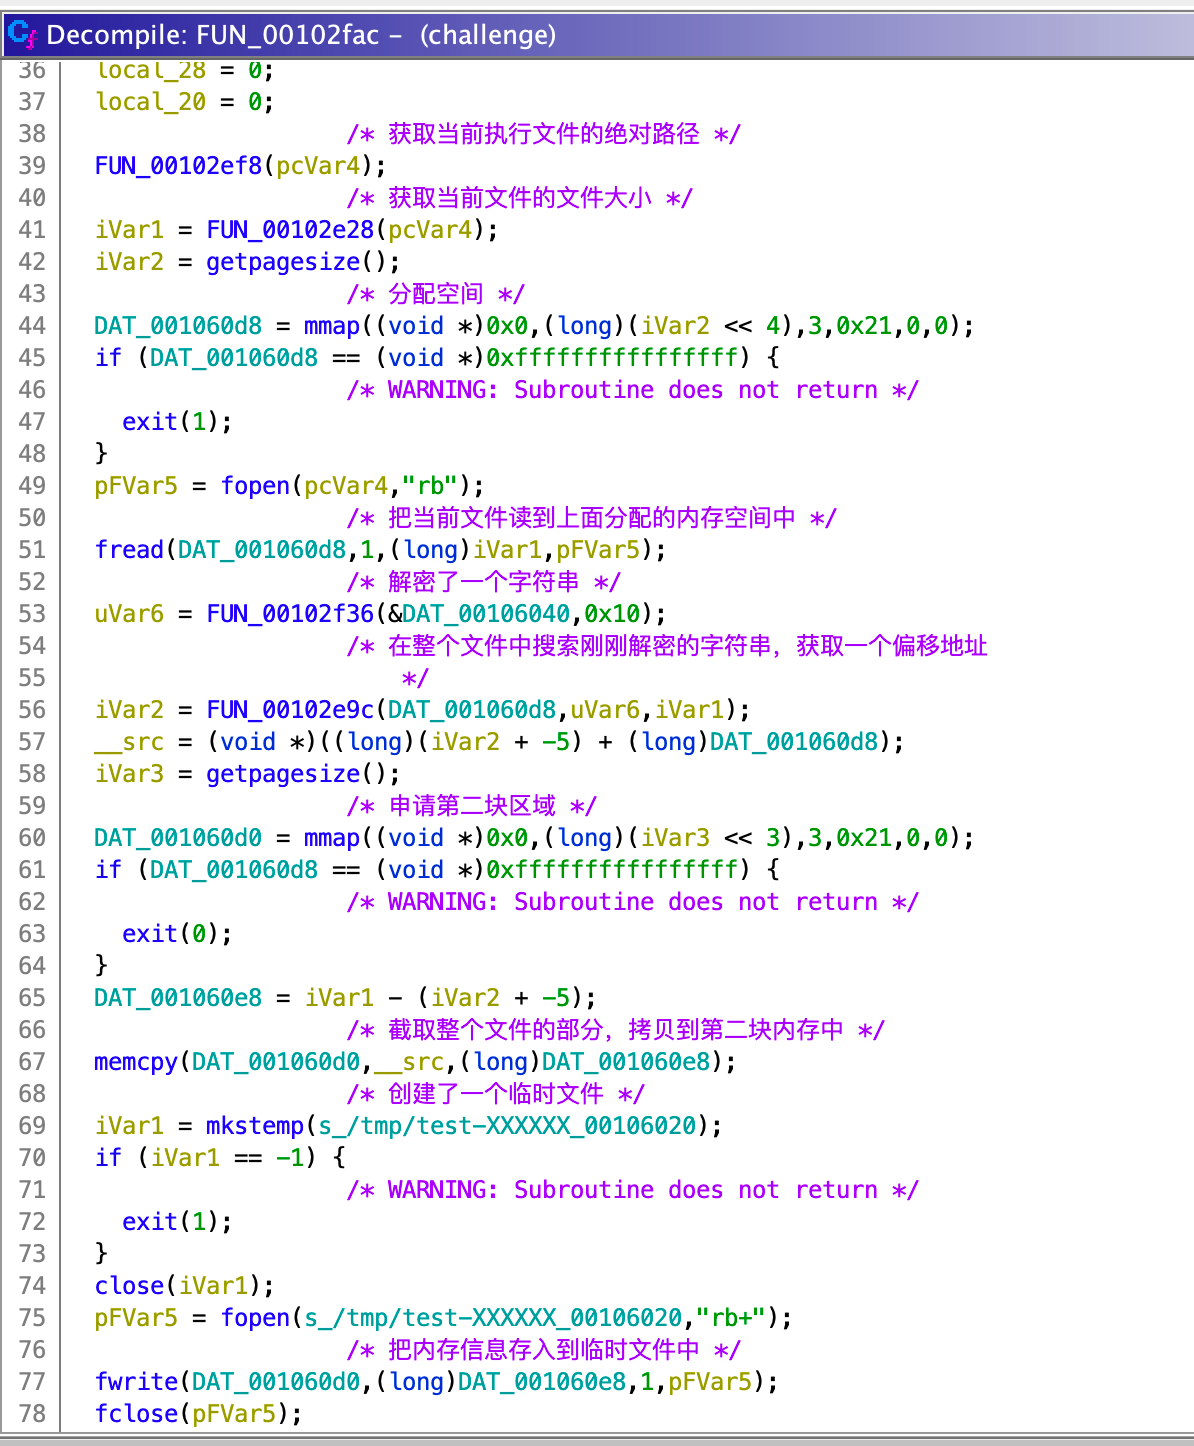 Decompile: FUN_00102fac - (challenge)
36 local_28 = 0;
37 local_20 = 0;
38 /* 获取当前执行文件的绝对路径 */
39 FUN_00102ef8(pcVar4);
40 /* 获取当前文件的文件大小 */
41 iVar1 = FUN_00102e28(pcVar4);
42 iVar2 = getpagesize();
43 /* 分配空间 */
44 DAT_001060d8 = mmap((void *)0x0,(long)(iVar2 << 4),3,0x21,0,0);
45 if (DAT_001060d8 == (void *)0xffffffffffffffff) {
46 /* WARNING: Subroutine does not return */
47 exit(1);
48 }
49 pFVar5 = fopen(pcVar4,"rb");
50 /* 把当前文件读到上面分配的内存空间中 */
51 fread(DAT_001060d8,1,(long)iVar1,pFVar5);
52 /* 解密了一个字符串 */
53 uVar6 = FUN_00102f36(&DAT_00106040,0x10);
54 /* 在整个文件中搜索刚刚解密的字符串，获取一个偏移地址
55 */
56 iVar2 = FUN_00102e9c(DAT_001060d8,uVar6,iVar1);
57 __src = (void *)((long)(iVar2 + -5) + (long)DAT_001060d8);
58 iVar3 = getpagesize();
59 /* 申请第二块区域 */
60 DAT_001060d0 = mmap((void *)0x0,(long)(iVar3 << 3),3,0x21,0,0);
61 if (DAT_001060d8 == (void *)0xffffffffffffffff) {
62 /* WARNING: Subroutine does not return */
63 exit(0);
64 }
65 DAT_001060e8 = iVar1 - (iVar2 + -5);
66 /* 截取整个文件的部分，拷贝到第二块内存中 */
67 memcpy(DAT_001060d0,__src,(long)DAT_001060e8);
68 /* 创建了一个临时文件 */
69 iVar1 = mkstemp(s_/tmp/test-XXXXXX_00106020);
70 if (iVar1 == -1) {
71 /* WARNING: Subroutine does not return */
72 exit(1);
73 }
74 close(iVar1);
75 pFVar5 = fopen(s_/tmp/test-XXXXXX_00106020,"rb+");
76 /* 把内存信息存入到临时文件中 */
77 fwrite(DAT_001060d0,(long)DAT_001060e8,1,pFVar5);
78 fclose(pFVar5);